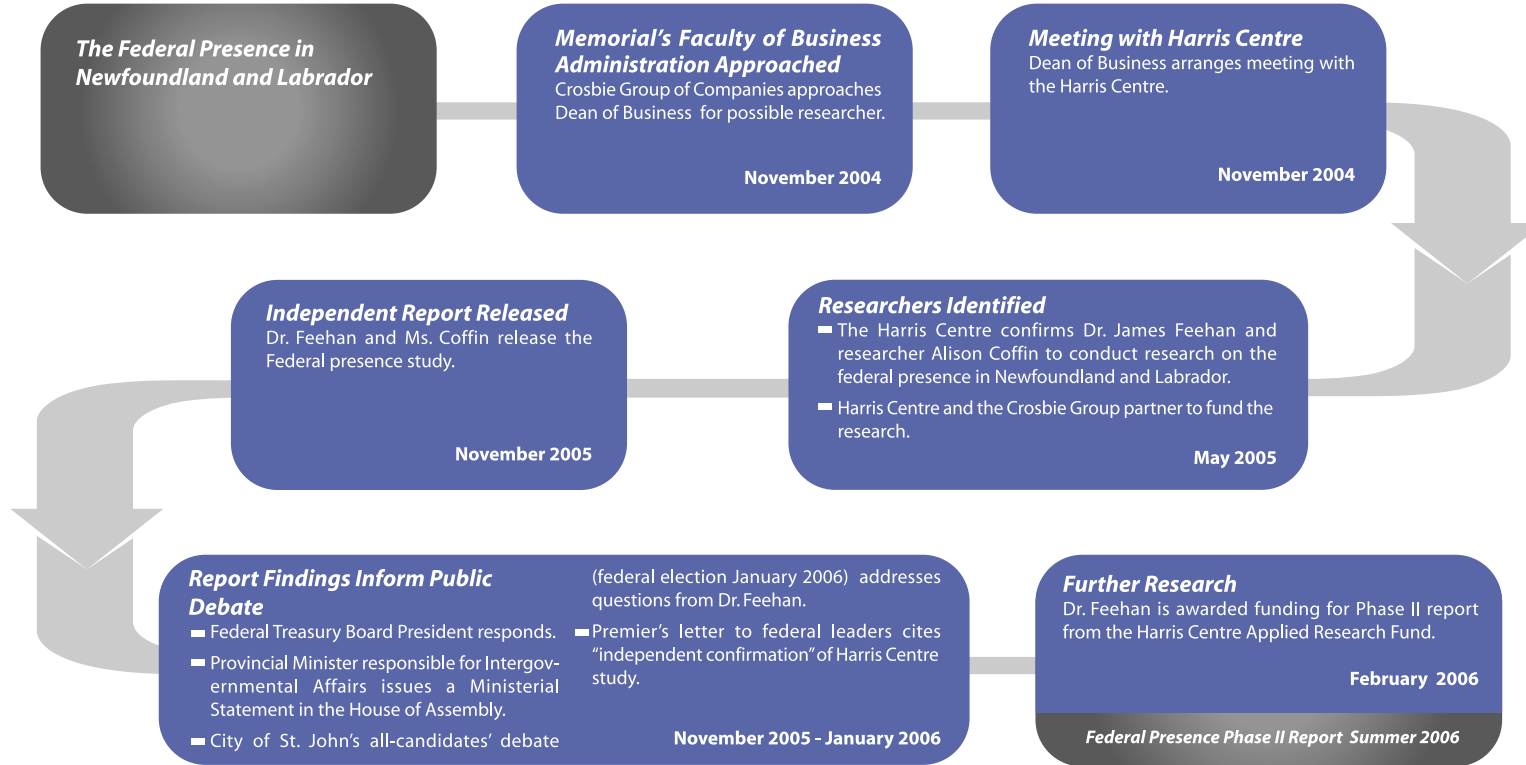 The Federal Presence in
Newfoundland and Labrador
Memorial's Faculty of Business
Administration Approached
Crosbie Group of Companies approaches
Dean of Business for possible researcher.
November 2004
Meeting with Harris Centre
Dean of Business arranges meeting with
the Harris Centre.
November 2004
Researchers Identified
The Harris Centre confirms Dr. James Feehan and
researcher Alison Coffin to conduct research on the
federal presence in Newfoundland and Labrador.
Harris Centre and the Crosbie Group partner to fund the
research.
May 2005
Independent Report Released
Dr. Feehan and Ms. Coffin release the
Federal presence study.
November 2005
Report Findings Inform Public
Debate
Federal Treasury Board President responds.
Provincial Minister responsible for Intergov-
ernmental Affairs issues a Ministerial
Statement in the House of Assembly.
City of St. John's all-candidates' debate
(federal election January 2006) addresses
questions from Dr. Feehan.
Premier's letter to federal leaders cites
"independent confirmation" of Harris Centre
study.
November 2005 - January 2006
Further Research
Dr. Feehan is awarded funding for Phase II report
from the Harris Centre Applied Research Fund.
February 2006
Federal Presence Phase II Report Summer 2006